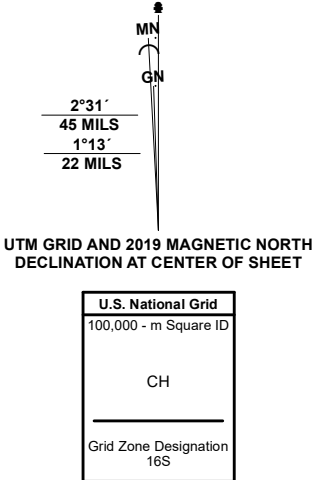 MN
GN
2°31´
45 MILS
1°13´
22 MILS
UTM GRID AND 2019 MAGNETIC NORTH
DECLINATION AT CENTER OF SHEET
U.S. National Grid
100,000 - m Square ID
CH
Grid Zone Designation
16S